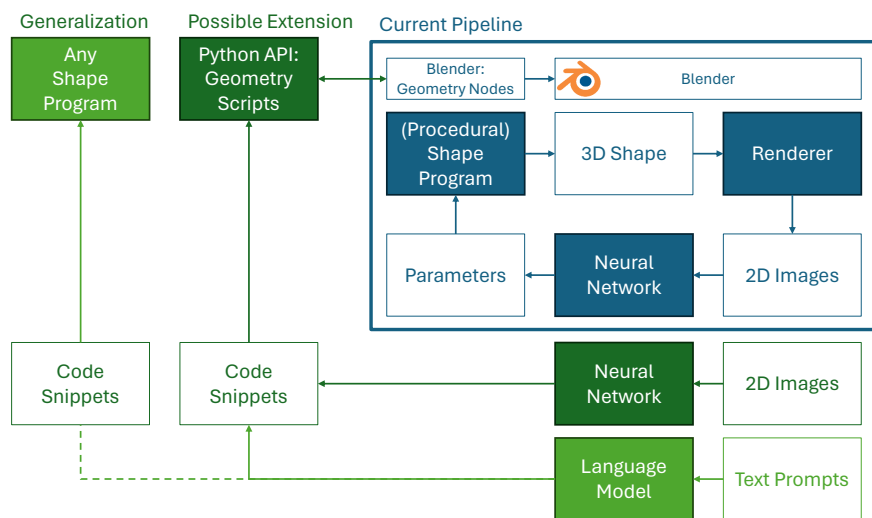 Generalization
Possible Extension
Current Pipeline
Any
Shape
Program
Python API:
Geometry
Scripts
Blender:
Geometry Nodes
Blender
(Procedural)
Shape
Program
3D Shape
Renderer
Parameters
Neural
Network
2D Images
Code
Snippets
Code
Snippets
Neural
Network
2D Images
Language
Model
Text Prompts